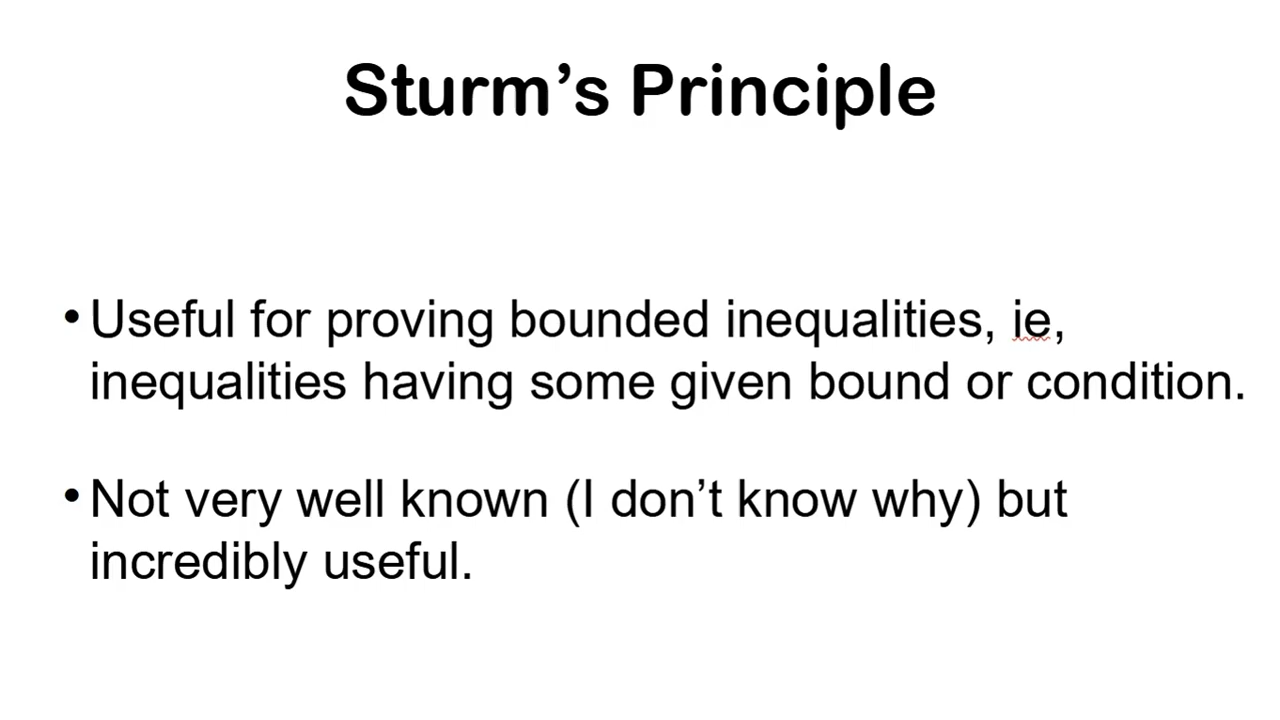 Sturm’s Principle
• Useful for proving bounded inequalities, ie,
inequalities having some given bound or condition.
• Not very well known (I don’t know why) but
incredibly useful.